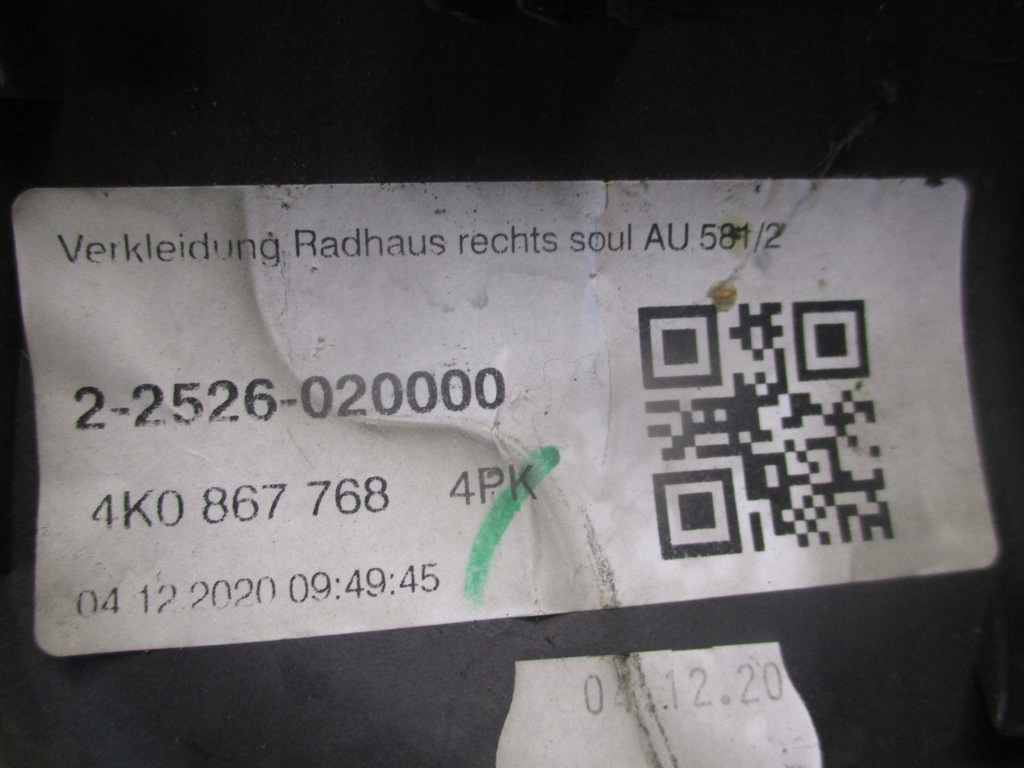 Verkleidung Radhaus rechts soul AU 581/2
2-2526-020000
4K0 867 768 4PK
04.12.2020 09:49:45
04.12.20